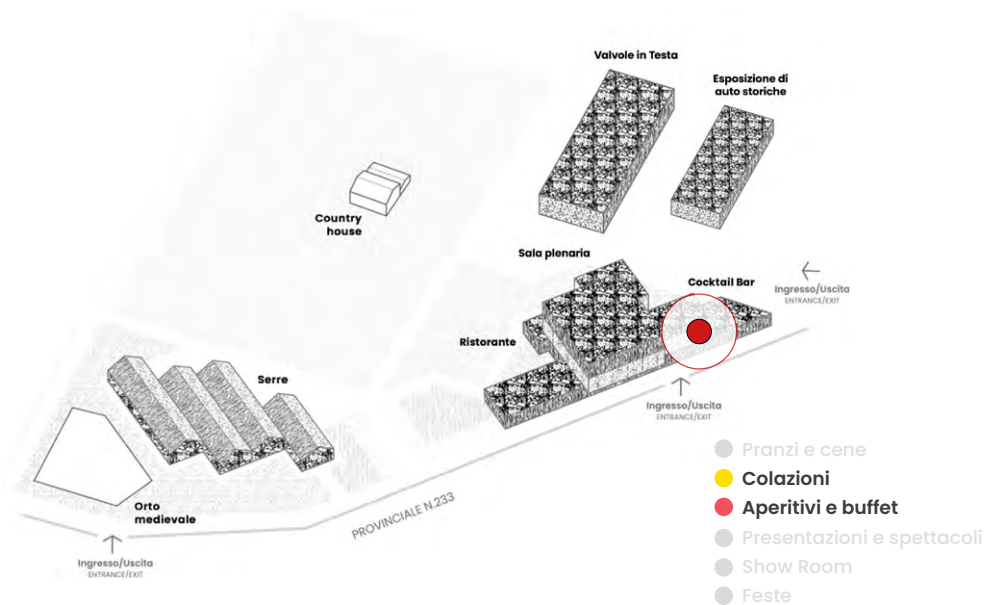 Valvole in Testa
Esposizione di
auto storiche
Country
house
Sala plenaria
Cocktail Bar
Ingresso/Uscita
ENTRANCE/EXIT
Ristorante
Serre
Ingresso/Uscita
ENTRANCE/EXIT
Orto
medievale
PROVINCIALE N.233
Ingresso/Uscita
ENTRANCE/EXIT
Pranzi e cene
Colazioni
Aperitivi e buffet
Presentazioni e spettacoli
Show Room
Feste